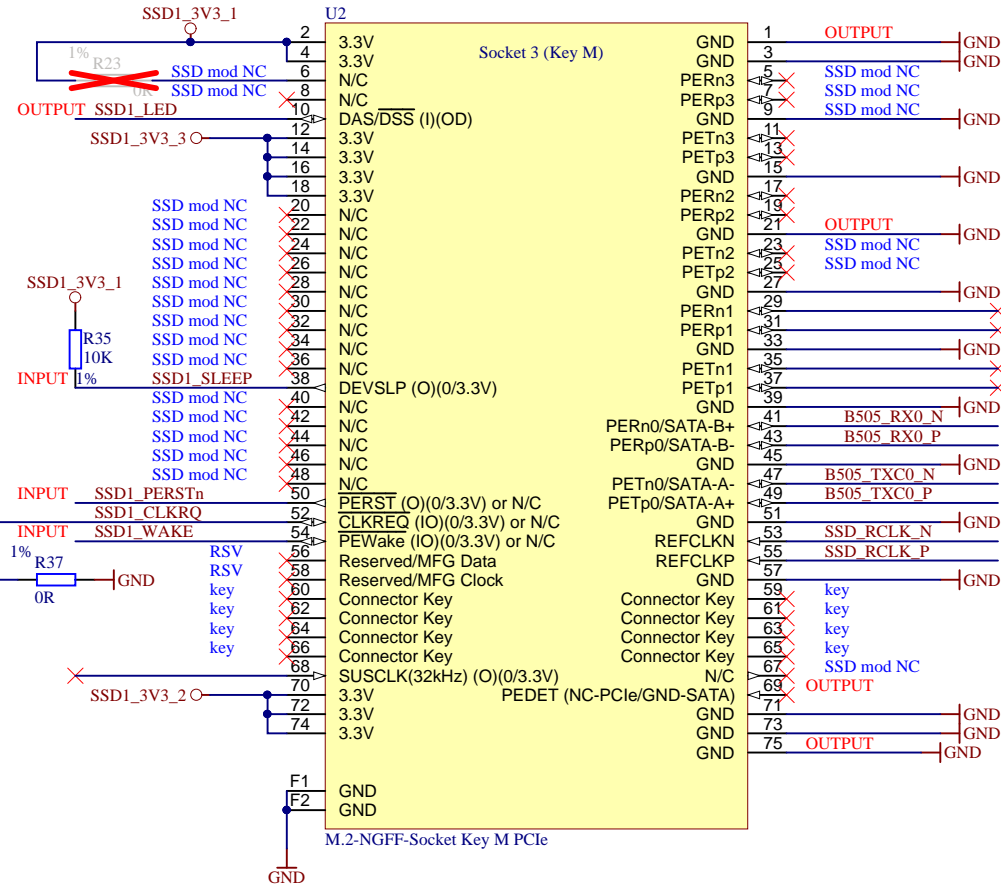 SSD1_3V3_1
U2
Socket 3 (Key M)
2 3.3V GND 1 OUTPUT GND
4 3.3V GND 3 GND
1% R23 0R
SSD mod NC 6 N/C PERn3 5 SSD mod NC
SSD mod NC 8 N/C PERp3 7 SSD mod NC
OUTPUT SSD1_LED 10 DAS/DSS (I)(OD) GND 9 SSD mod NC GND
SSD1_3V3_3 12 3.3V PETn3 11
14 3.3V PETp3 13
16 3.3V GND 15 GND
18 3.3V PERn2 17
SSD mod NC 20 N/C PERp2 19
SSD mod NC 22 N/C GND 21 OUTPUT GND
SSD mod NC 24 N/C PETn2 23 SSD mod NC
SSD mod NC 26 N/C PETp2 25 SSD mod NC
SSD mod NC 28 N/C GND 27 GND
SSD1_3V3_1
SSD mod NC 30 N/C PERn1 29
SSD mod NC 32 N/C PERp1 31
SSD mod NC 34 N/C GND 33 GND
SSD mod NC 36 N/C PETn1 35
R35
10K
1%
INPUT SSD1_SLEEP 38 DEVSLP (O)(0/3.3V) PETp1 37
SSD mod NC 40 N/C GND 39 GND
SSD mod NC 42 N/C PERn0/SATA-B+ 41 B505_RX0_N
SSD mod NC 44 N/C PERp0/SATA-B- 43 B505_RX0_P
SSD mod NC 46 N/C GND 45 GND
SSD mod NC 48 N/C PETn0/SATA-A- 47 B505_TXC0_N
INPUT SSD1_PERSTn 50 PERST (O)(0/3.3V) or N/C PETp0/SATA-A+ 49 B505_TXC0_P
SSD1_CLKRQ 52 CLKREQ (IO)(0/3.3V) or N/C GND 51 GND
INPUT SSD1_WAKE 54 PEWake (IO)(0/3.3V) or N/C REFCLKN 53 SSD_RCLK_N
RSV 56 Reserved/MFG Data REFCLKP 55 SSD_RCLK_P
1% R37 0R GND
RSV 58 Reserved/MFG Clock GND 57 GND
key 60 Connector Key Connector Key 59 key
key 62 Connector Key Connector Key 61 key
key 64 Connector Key Connector Key 63 key
key 66 Connector Key Connector Key 65 key
68 SUSCLK(32kHz) (O)(0/3.3V) N/C 67 SSD mod NC
SSD1_3V3_2 70 3.3V PEDET (NC-PCIe/GND-SATA) 69 OUTPUT
72 3.3V GND 71 GND
74 3.3V GND 73 GND
GND 75 OUTPUT GND
F1 GND
F2 GND
M.2-NGFF-Socket Key M PCIe
GND